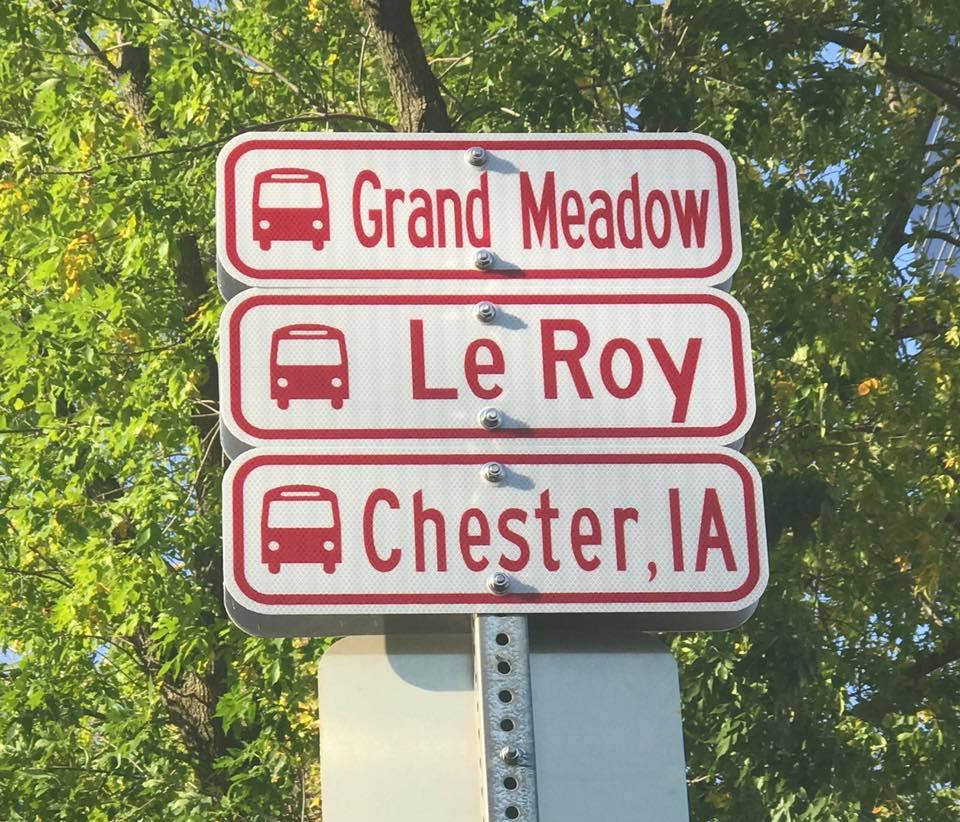 Grand Meadow
Le Roy
Chester, IA